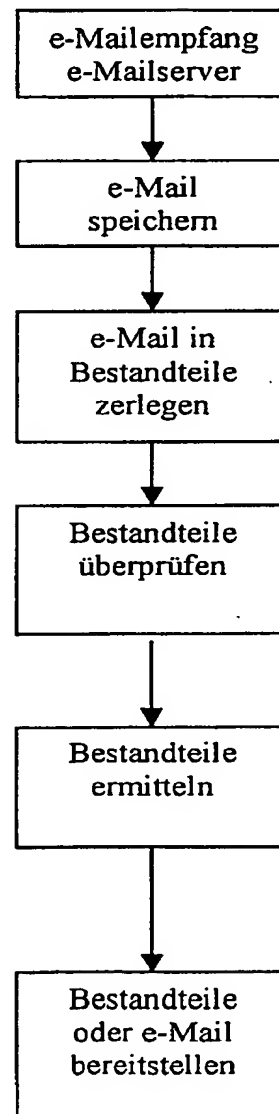 e-Mailempfang
e-Mailserver
e-Mail
speichern
e-Mail in
Bestandteile
zerlegen
Bestandteile
überprüfen
Bestandteile
ermitteln
Bestandteile
oder e-Mail
bereitstellen